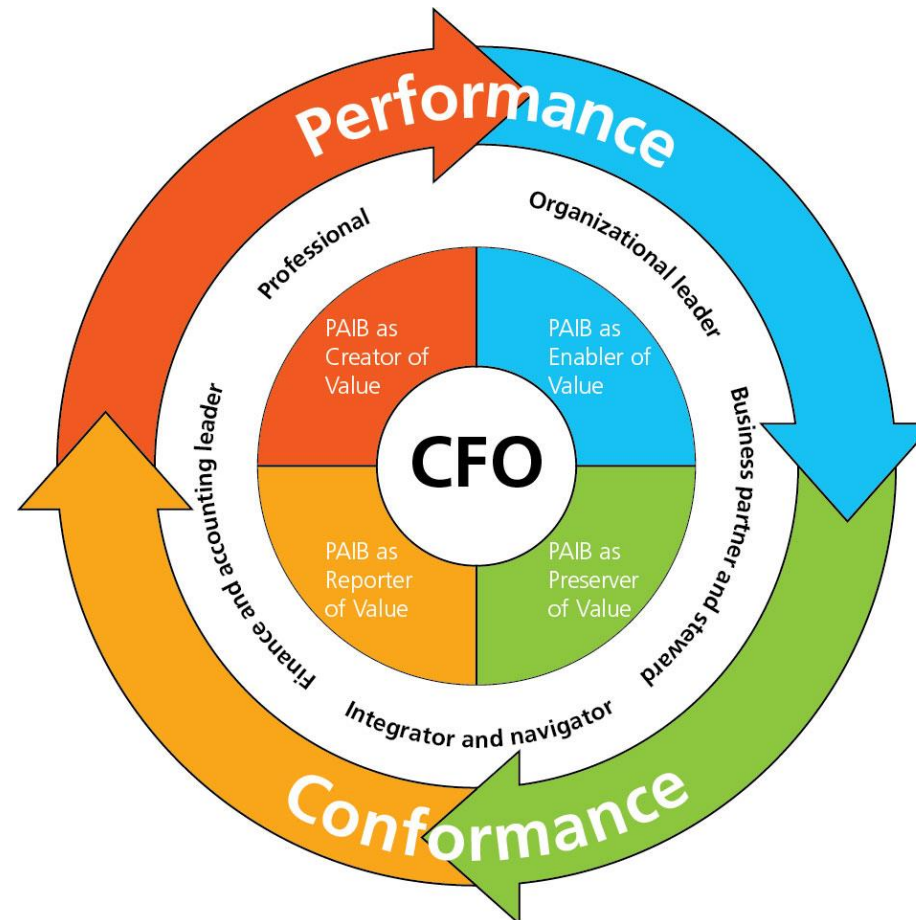 Performance
Professional
Organizational leader
PAIB as
Creator of
Value
PAIB as
Enabler of
Value
CFO
Finance and accounting leader
Business partner and steward
PAIB as
Reporter
of Value
PAIB as
Preserver
of Value
Integrator and navigator
Conformance